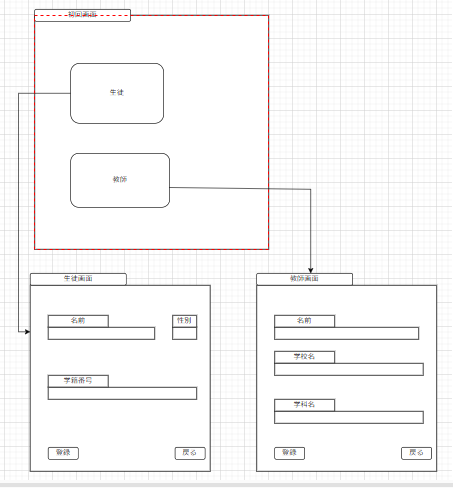 初回画面
生徒
教師
生徒画面
名前
性別
学籍番号
登録
戻る
教師画面
名前
学校名
学科名
登録
戻る